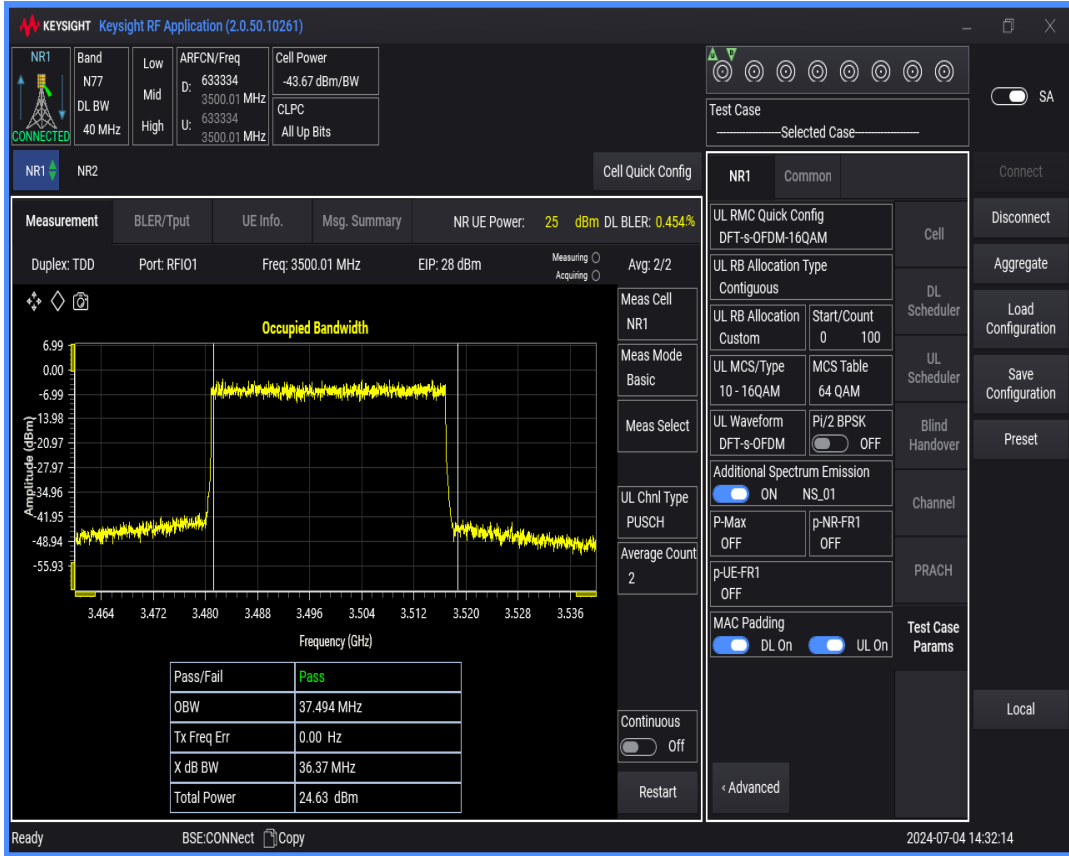 KEYSIGHT Keysight RF Application (2.0.50.10261)
NR1
CONNECTED
Band
N77
DL BW
40 MHz
Low
Mid
High
ARFCN/Freq
D: 633334
3500.01 MHz
U: 633334
3500.01 MHz
Cell Power
-43.67 dBm/BW
CLPC
All Up Bits
U D
Test Case
Selected Case
SA
NR1 NR2
Cell Quick Config
Measurement BLER/Tput UE Info. Msg. Summary NR UE Power: 25 dBm DL BLER: 0.454%
Duplex: TDD Port: RFIO1 Freq: 3500.01 MHz EIP: 28 dBm Measuring Acquiring Avg: 2/2
Occupied Bandwidth
Amplitude (dBm)
6.99
0.00
-6.99
-13.98
-20.97
-27.97
-34.96
-41.95
-48.94
-55.93
3.464 3.472 3.480 3.488 3.496 3.504 3.512 3.520 3.528 3.536
Frequency (GHz)
Pass/Fail Pass
OBW 37.494 MHz
Tx Freq Err 0.00 Hz
X dB BW 36.37 MHz
Total Power 24.63 dBm
Meas Cell
NR1
Meas Mode
Basic
Meas Select
UL Chnl Type
PUSCH
Average Count
2
Continuous
Off
Restart
NR1 Common
UL RMC Quick Config
DFT-s-OFDM-16QAM
UL RB Allocation Type
Contiguous
UL RB Allocation
Custom
Start/Count
0 100
UL MCS/Type
10 - 16QAM
MCS Table
64 QAM
UL Waveform
DFT-s-OFDM
Pi/2 BPSK
OFF
Additional Spectrum Emission
ON NS_01
P-Max
OFF
p-NR-FR1
OFF
p-UE-FR1
OFF
MAC Padding
DL On UL On
‹ Advanced
Cell
DL
Scheduler
UL
Scheduler
Blind
Handover
Channel
PRACH
Test Case
Params
Connect
Disconnect
Aggregate
Load
Configuration
Save
Configuration
Preset
Local
Ready BSE:CONNect Copy 2024-07-04 14:32:14